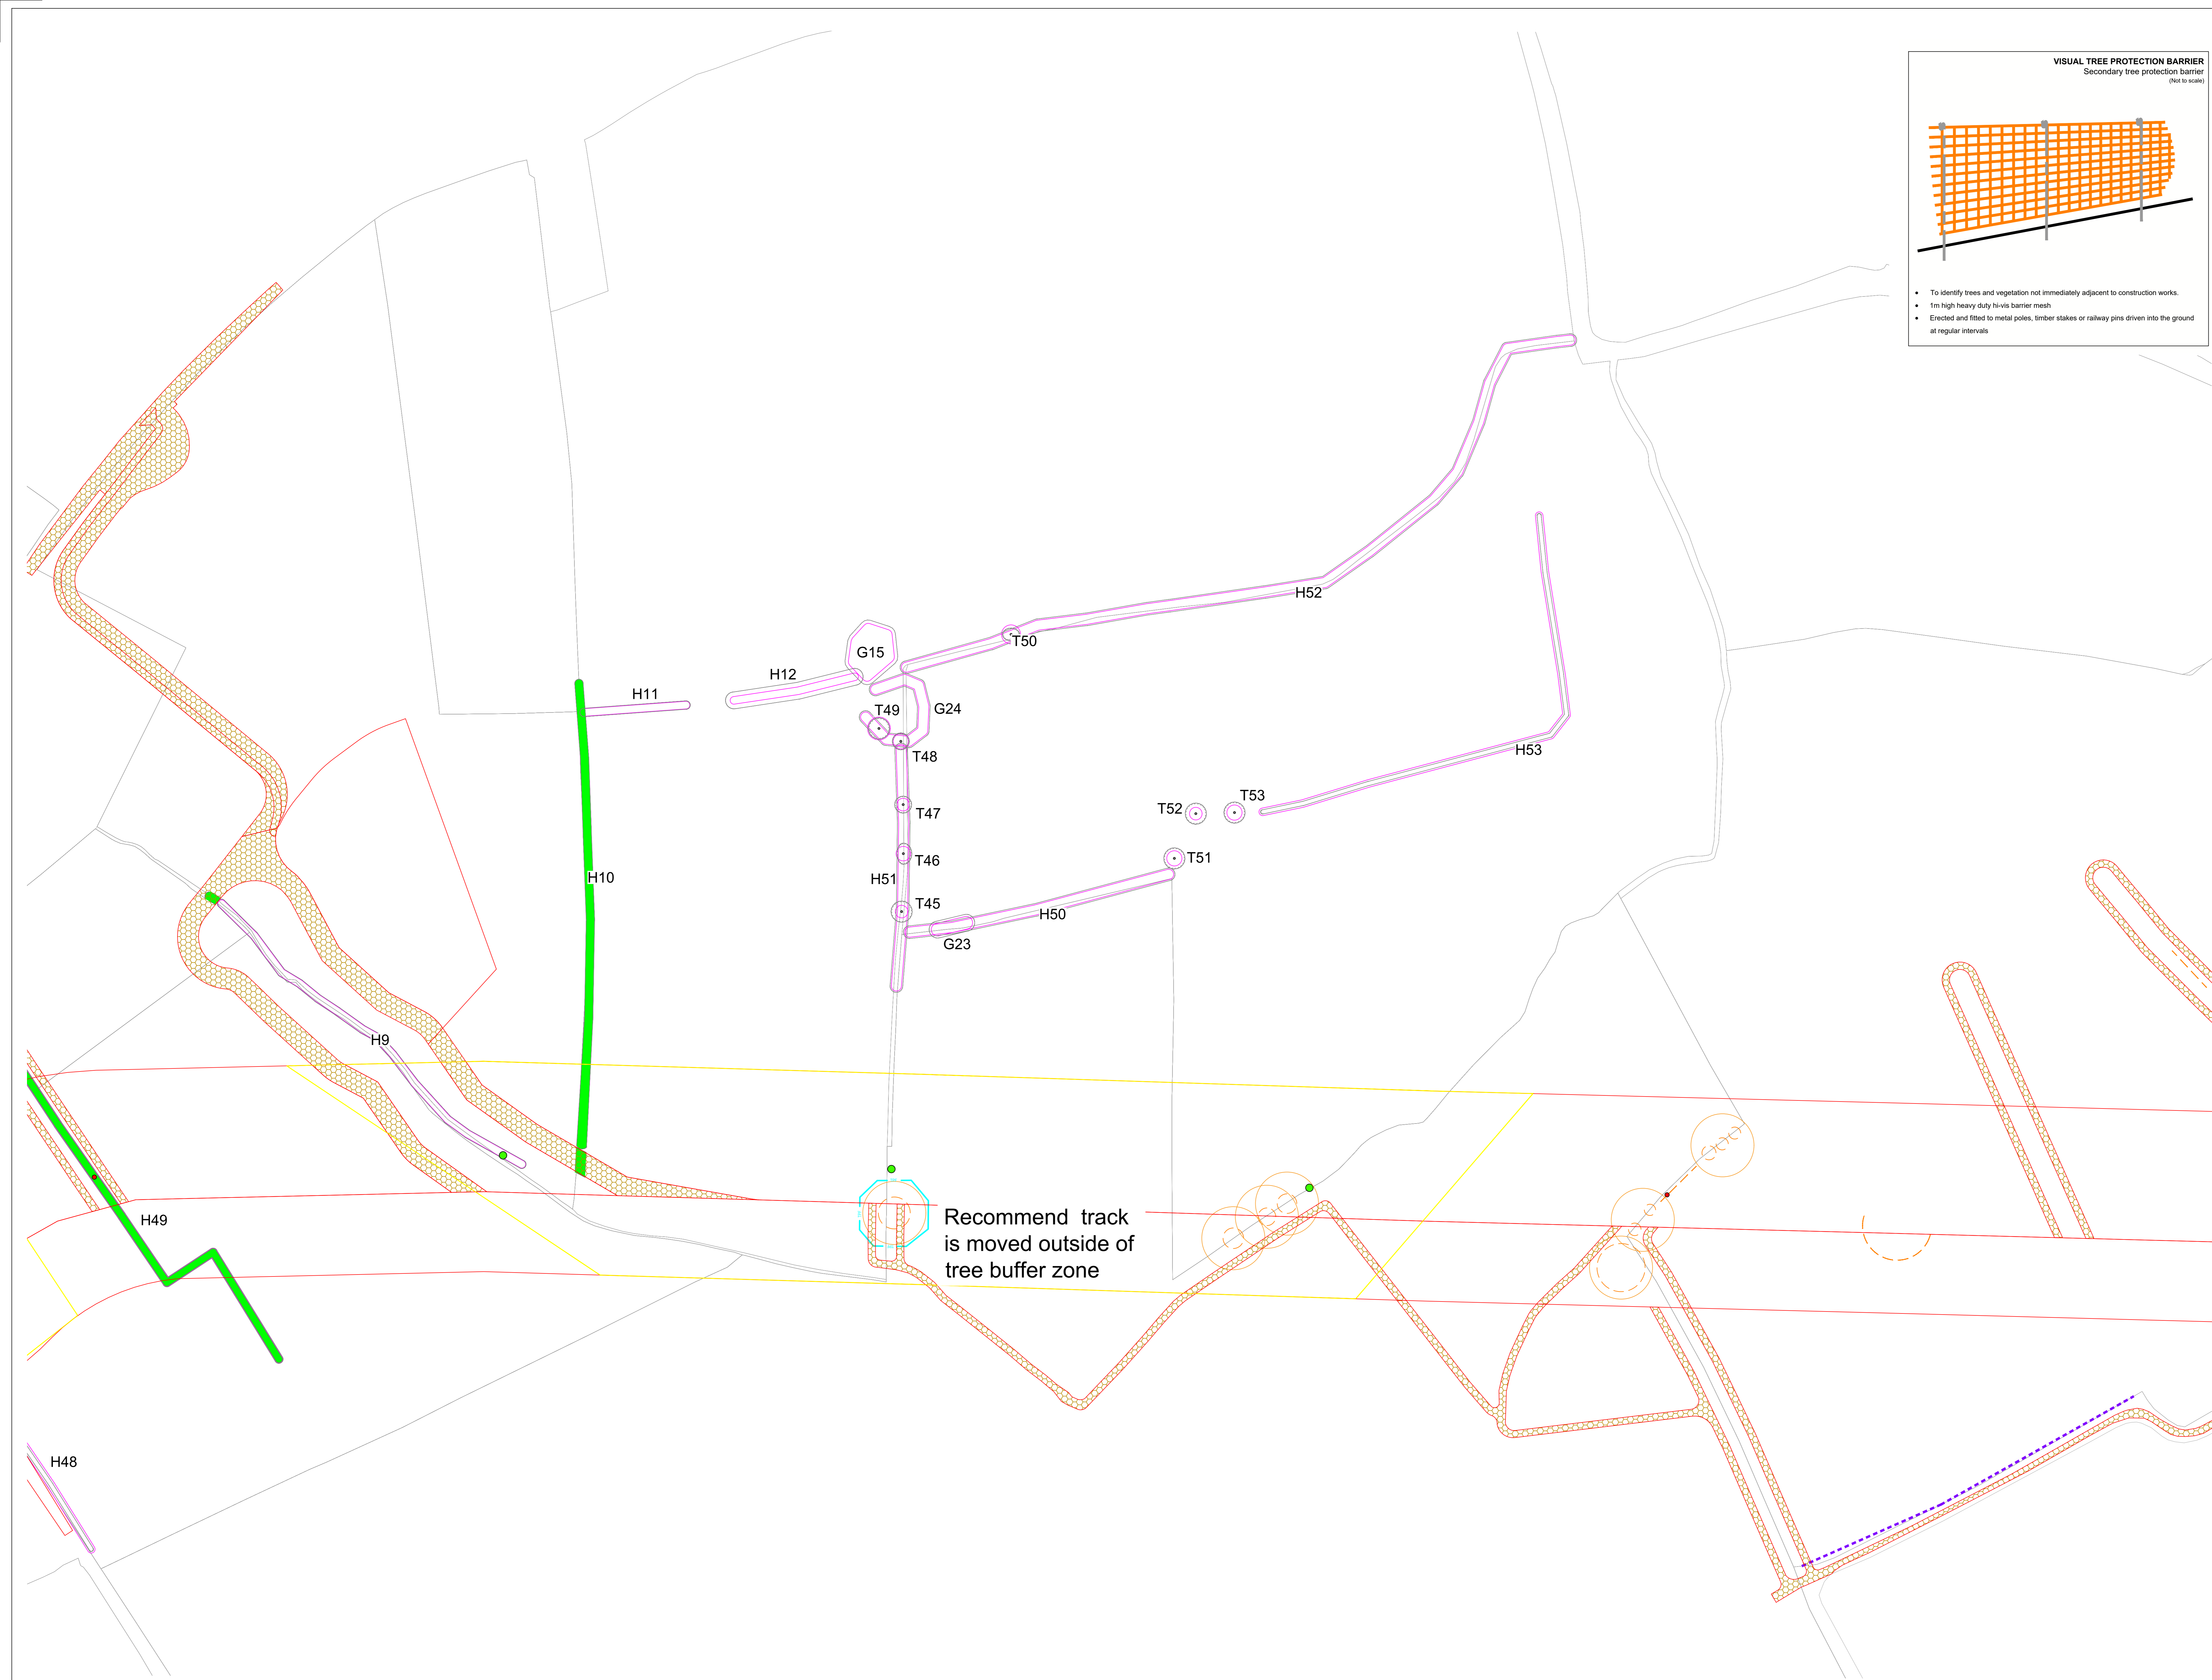 VISUAL TREE PROTECTION BARRIER
Secondary tree protection barrier
(Not to scale)
• To identify trees and vegetation not immediately adjacent to construction works.
• 1m high heavy duty hi-vis barrier mesh
• Erected and fitted to metal poles, timber stakes or railway pins driven into the ground
at regular intervals
H52
T50
G15
H12
H11
G24
T49
T48
H53
T52
T53
T47
T51
T46
H10
H51
T45
H50
G23
H9
H49
Recommend track
is moved outside of
tree buffer zone
H48